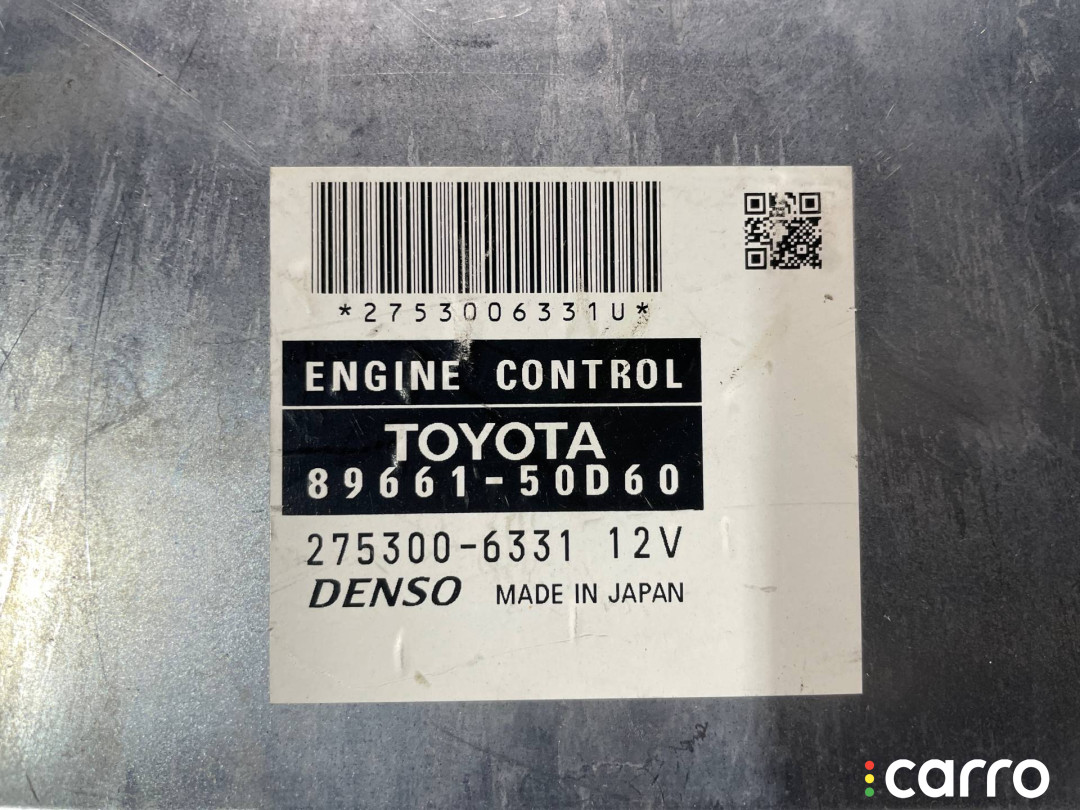 *2753006331U*
ENGINE CONTROL
TOYOTA
89661-50D60
275300-6331 12V
DENSO MADE IN JAPAN
carro